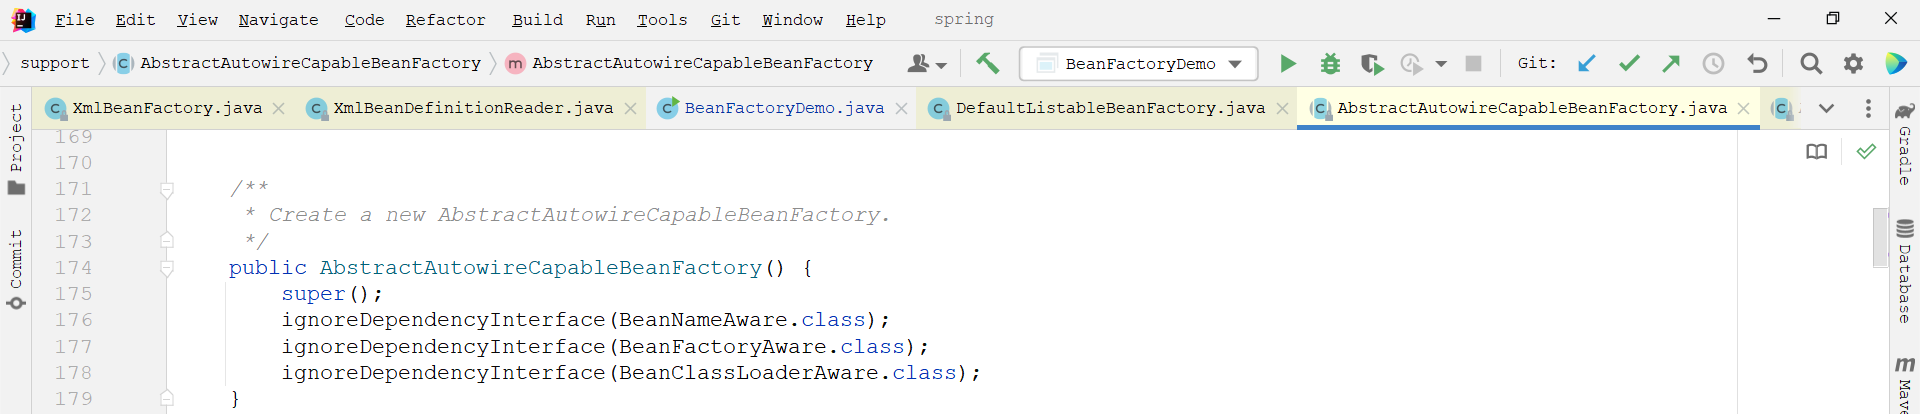 File Edit View Navigate Code Refactor Build Run Tools Git Window Help spring
support AbstractAutowireCapableBeanFactory AbstractAutowireCapableBeanFactory BeanFactoryDemo Git:
XmlBeanFactory.java XmlBeanDefinitionReader.java BeanFactoryDemo.java DefaultListableBeanFactory.java AbstractAutowireCapableBeanFactory.java
169
170
171 /**
172 * Create a new AbstractAutowireCapableBeanFactory.
173 */
174 public AbstractAutowireCapableBeanFactory() {
175 super();
176 ignoreDependencyInterface(BeanNameAware.class);
177 ignoreDependencyInterface(BeanFactoryAware.class);
178 ignoreDependencyInterface(BeanClassLoaderAware.class);
179 }
Project
Commit
Gradle
Database